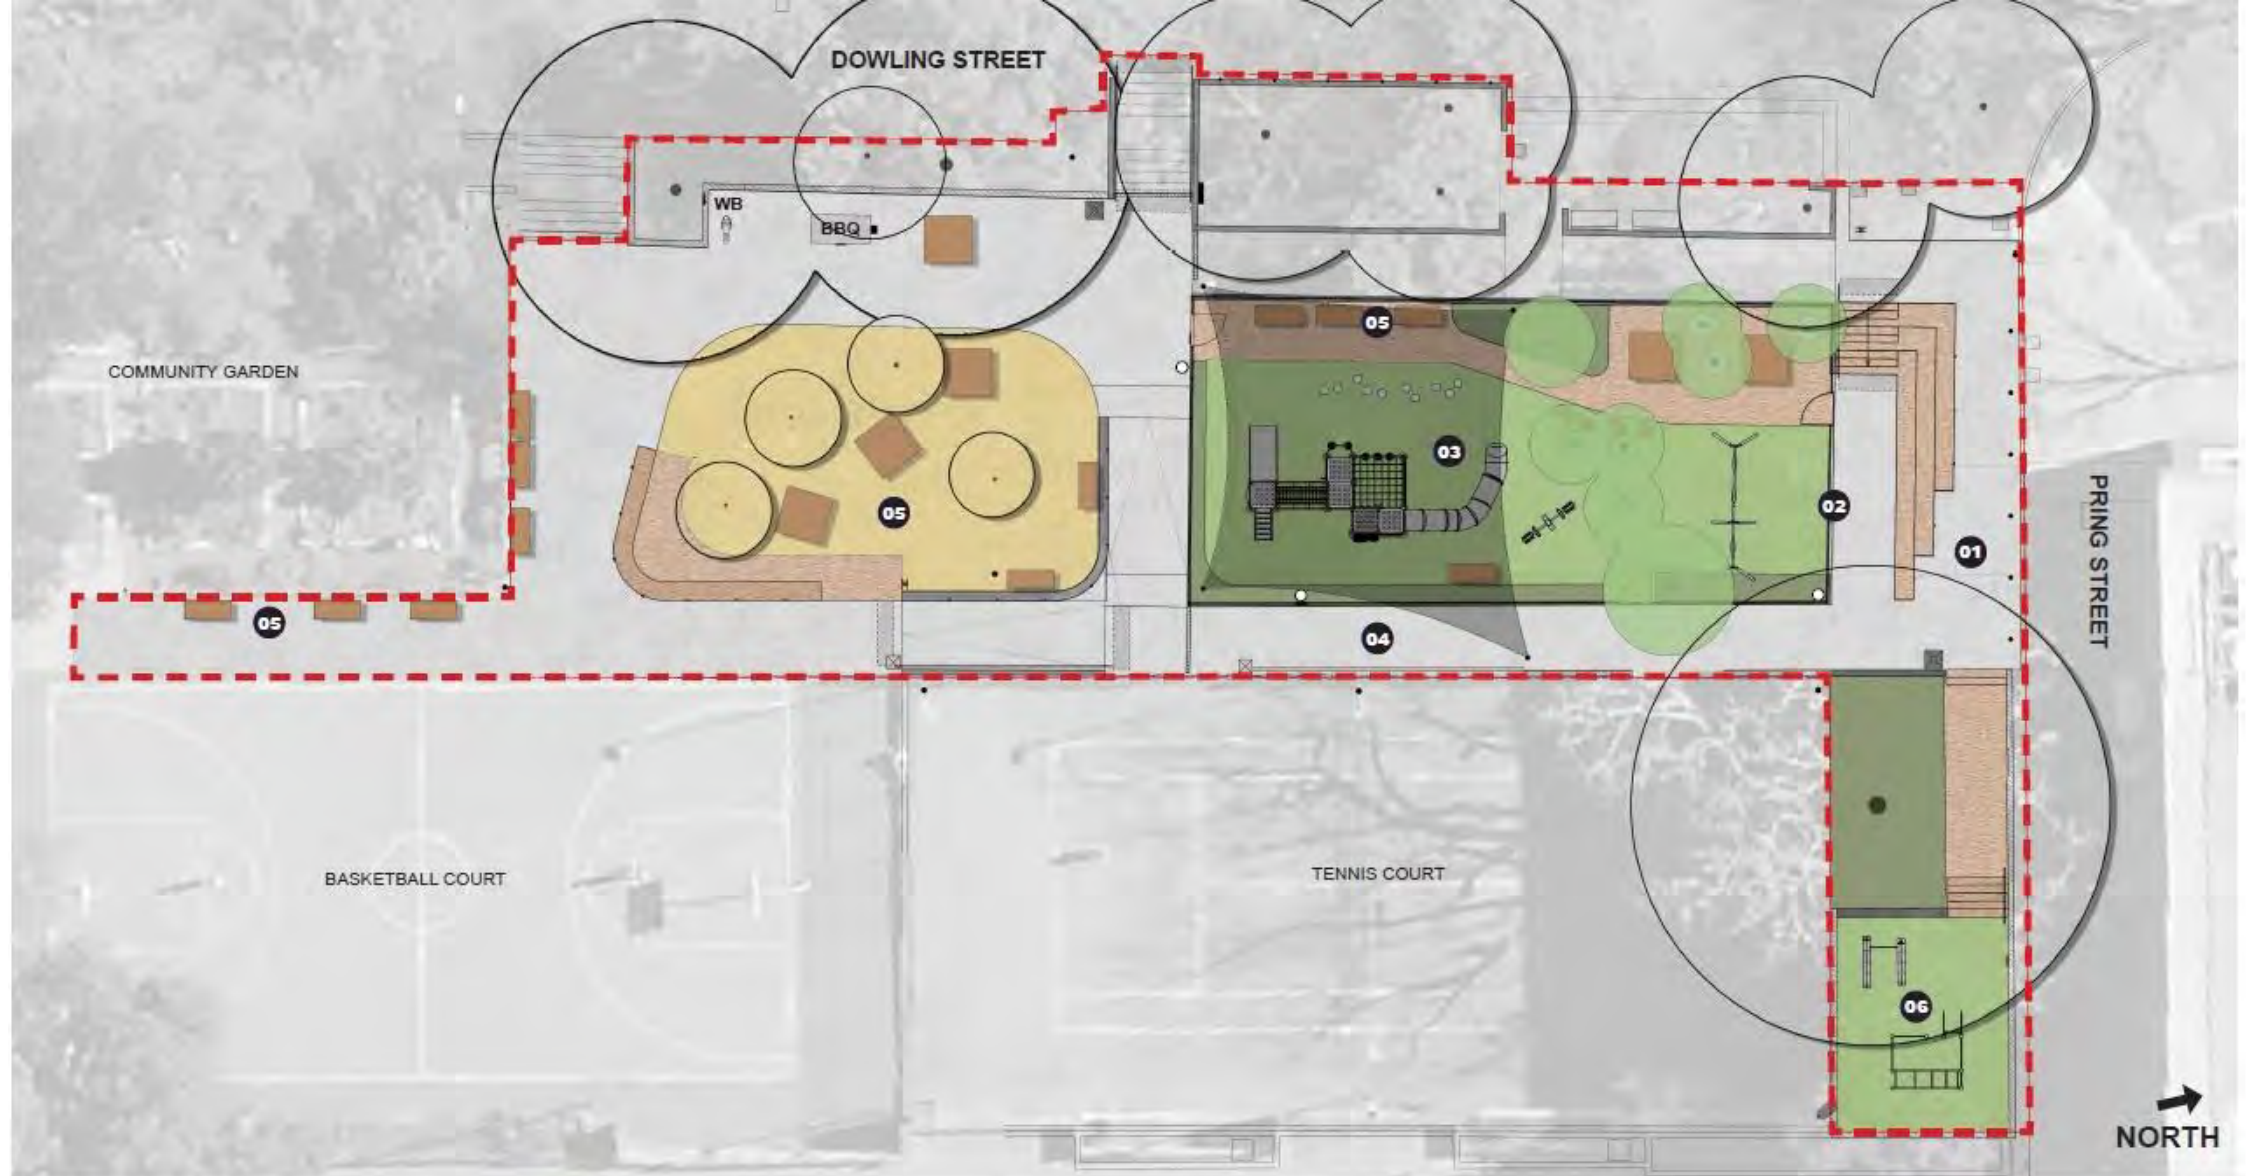 DOWLING STREET
WB
BBQ
COMMUNITY GARDEN
05
05
03
05
02
01
PRING STREET
05
04
BASKETBALL COURT
TENNIS COURT
06
NORTH